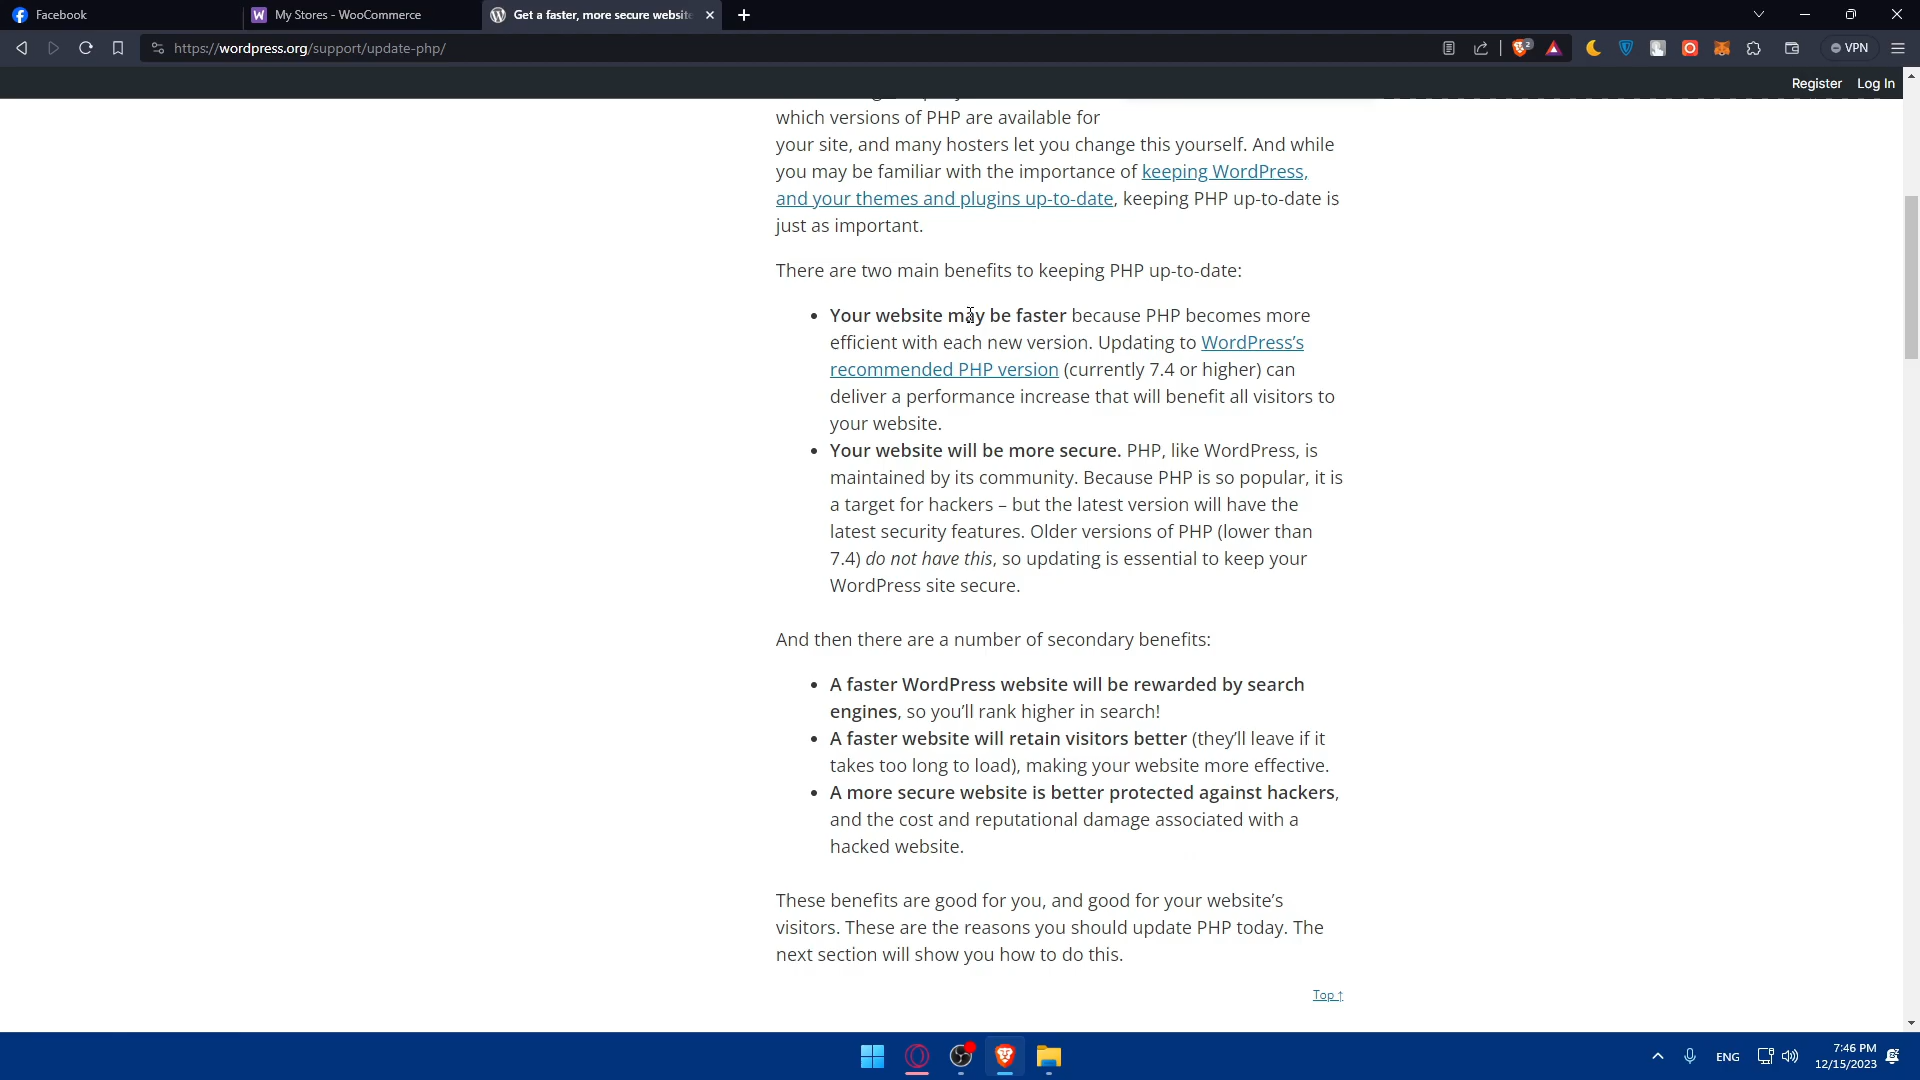 Facebook
My Stores - WooCommerce
Get a faster, more secure website
https://wordpress.org/support/update-php/
2
VPN
Register Log In
which versions of PHP are available for
your site, and many hosters let you change this yourself. And while
you may be familiar with the importance of keeping WordPress,
and your themes and plugins up-to-date, keeping PHP up-to-date is
just as important.
There are two main benefits to keeping PHP up-to-date:
• Your website may be faster because PHP becomes more
efficient with each new version. Updating to WordPress’s
recommended PHP version (currently 7.4 or higher) can
deliver a performance increase that will benefit all visitors to
your website.
• Your website will be more secure. PHP, like WordPress, is
maintained by its community. Because PHP is so popular, it is
a target for hackers – but the latest version will have the
latest security features. Older versions of PHP (lower than
7.4) do not have this, so updating is essential to keep your
WordPress site secure.
And then there are a number of secondary benefits:
• A faster WordPress website will be rewarded by search
engines, so you’ll rank higher in search!
• A faster website will retain visitors better (they’ll leave if it
takes too long to load), making your website more effective.
• A more secure website is better protected against hackers,
and the cost and reputational damage associated with a
hacked website.
These benefits are good for you, and good for your website’s
visitors. These are the reasons you should update PHP today. The
next section will show you how to do this.
Top ↑
ENG
7:46 PM
12/15/2023